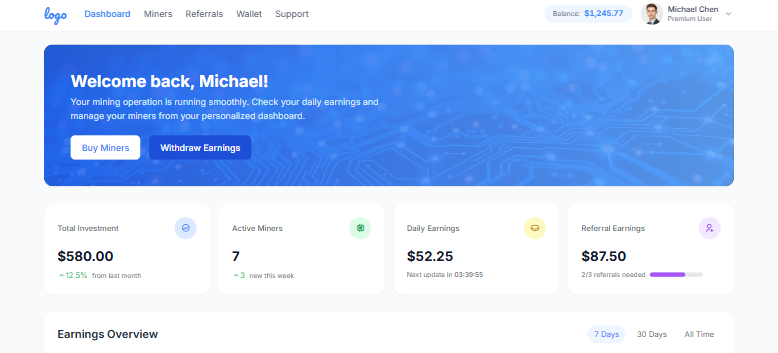 logo
Dashboard Miners Referrals Wallet Support
Balance: $1,245.77
Michael Chen
Premium User
Welcome back, Michael!
Your mining operation is running smoothly. Check your daily earnings and
manage your miners from your personalized dashboard.
Buy Miners Withdraw Earnings
Total Investment
$580.00
12.5% from last month
Active Miners
7
3 new this week
Daily Earnings
$52.25
Next update in 03:39:55
Referral Earnings
$87.50
2/3 referrals needed
Earnings Overview
7 Days 30 Days All Time